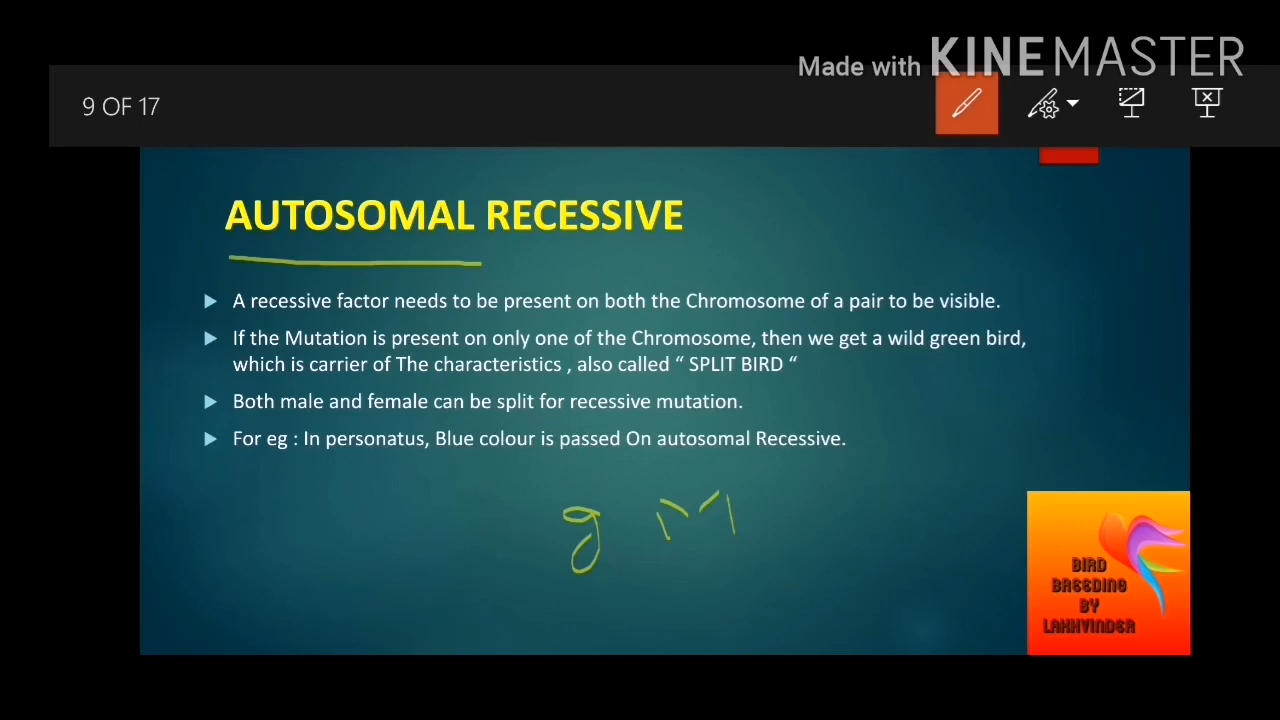 Made with KINEMASTER
9 OF 17
AUTOSOMAL RECESSIVE
A recessive factor needs to be present on both the Chromosome of a pair to be visible.
If the Mutation is present on only one of the Chromosome, then we get a wild green bird,
which is carrier of The characteristics , also called “ SPLIT BIRD “
Both male and female can be split for recessive mutation.
For eg : In personatus, Blue colour is passed On autosomal Recessive.
g M
BIRD
BREEDING
BY
LAKHVINDER